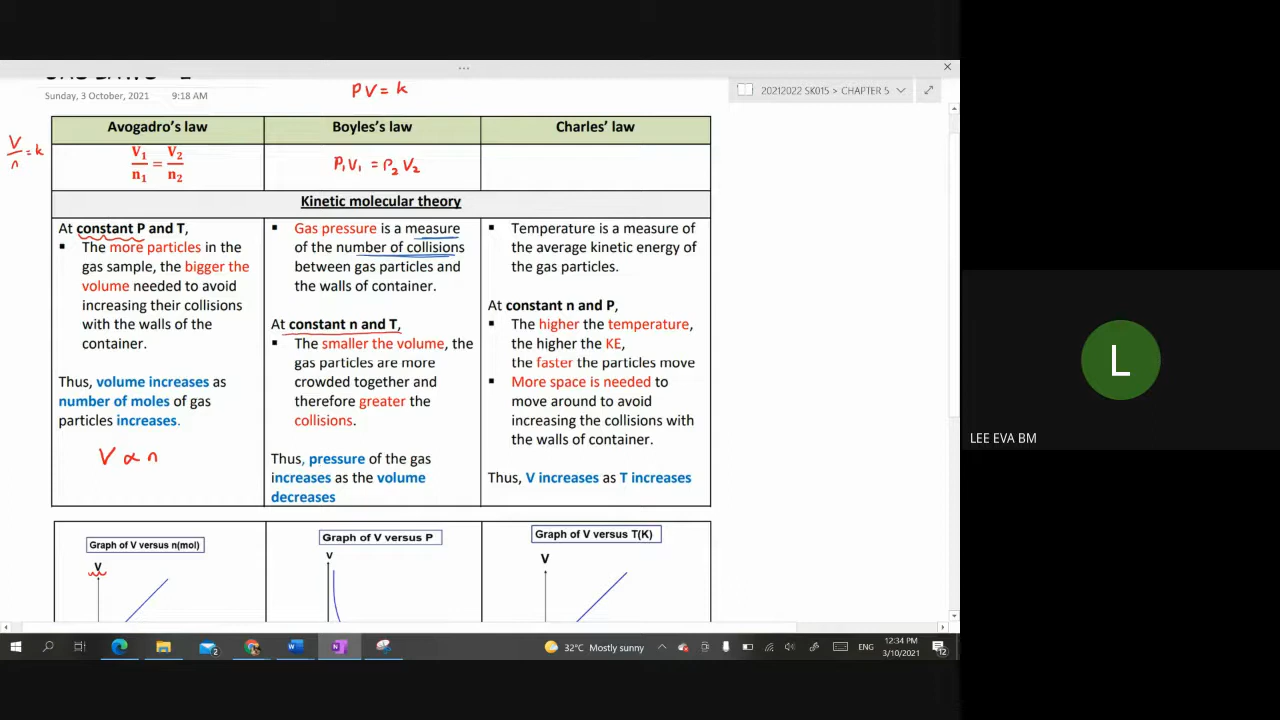 Sunday, 3 October, 2021 9:18 AM
PV = k
20212022 SK015 > CHAPTER 5
V/n = k
Avogadro's law
Boyles's law
Charles' law
V1/n1 = V2/n2
P1V1 = P2V2
Kinetic molecular theory
At constant P and T,
▪ The more particles in the
gas sample, the bigger the
volume needed to avoid
increasing their collisions
with the walls of the
container.
Thus, volume increases as
number of moles of gas
particles increases.
V ∝ n
▪ Gas pressure is a measure
of the number of collisions
between gas particles and
the walls of container.
At constant n and T,
▪ The smaller the volume, the
gas particles are more
crowded together and
therefore greater the
collisions.
Thus, pressure of the gas
increases as the volume
decreases
▪ Temperature is a measure of
the average kinetic energy of
the gas particles.
At constant n and P,
▪ The higher the temperature,
the higher the KE,
the faster the particles move
▪ More space is needed to
move around to avoid
increasing the collisions with
the walls of container.
Thus, V increases as T increases
Graph of V versus n(mol)
V
Graph of V versus P
V
Graph of V versus T(K)
V
L
LEE EVA BM
32°C Mostly sunny
ENG
12:34 PM
3/10/2021
12